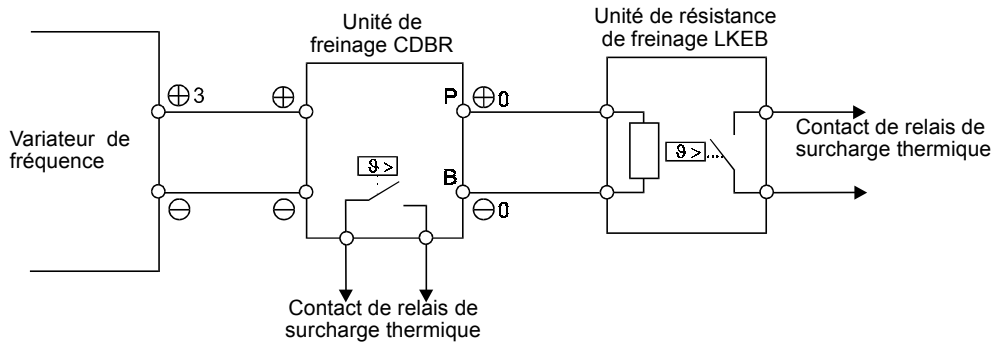 Unité de
freinage CDBR
Unité de résistance
de freinage LKEB
Variateur de
fréquence
⊕3
⊕
P
⊕0
ϑ >
ϑ >
Contact de relais de
surcharge thermique
B
⊖
⊖
⊖0
Contact de relais de
surcharge thermique